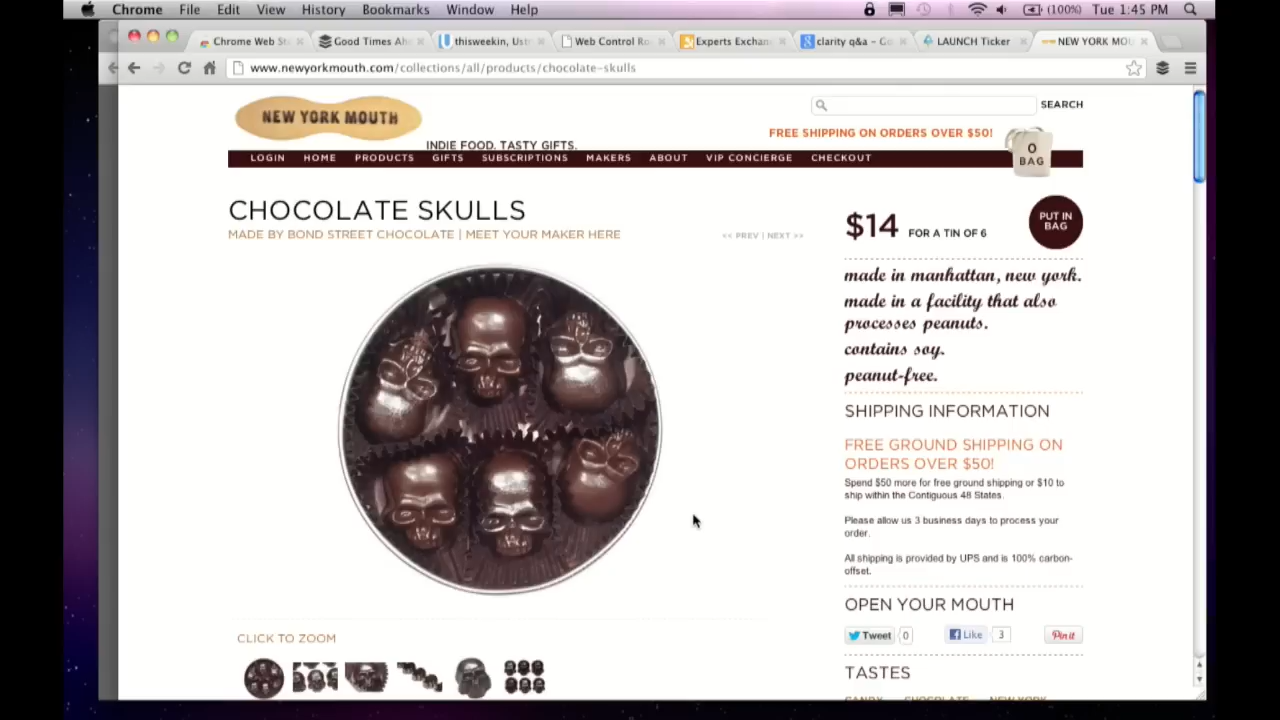 Chrome File Edit View History Bookmarks Window Help (100%) Tue 1:45 PM
Chrome Web St Good Times Ah thisweekin, Ust Web Control Ro Experts Exchan clarity q&a - Go LAUNCH Ticker NEW YORK MOU
www.newyorkmouth.com/collections/all/products/chocolate-skulls
NEW YORK MOUTH
SEARCH
FREE SHIPPING ON ORDERS OVER $50!
INDIE FOOD. TASTY GIFTS.
0
BAG
LOGIN HOME PRODUCTS GIFTS SUBSCRIPTIONS MAKERS ABOUT VIP CONCIERGE CHECKOUT
CHOCOLATE SKULLS
MADE BY BOND STREET CHOCOLATE | MEET YOUR MAKER HERE
<< PREV | NEXT >>
$14 FOR A TIN OF 6
PUT IN
BAG
made in manhattan, new york.
made in a facility that also
processes peanuts.
contains soy.
peanut-free.
SHIPPING INFORMATION
FREE GROUND SHIPPING ON
ORDERS OVER $50!
Spend $50 more for free ground shipping or $10 to
ship within the Contiguous 48 States.
Please allow us 3 business days to process your
order.
All shipping is provided by UPS and is 100% carbon-
offset.
OPEN YOUR MOUTH
Tweet 0 Like 3 Pin it
CLICK TO ZOOM
TASTES
CANDY CHOCOLATE NEW YORK